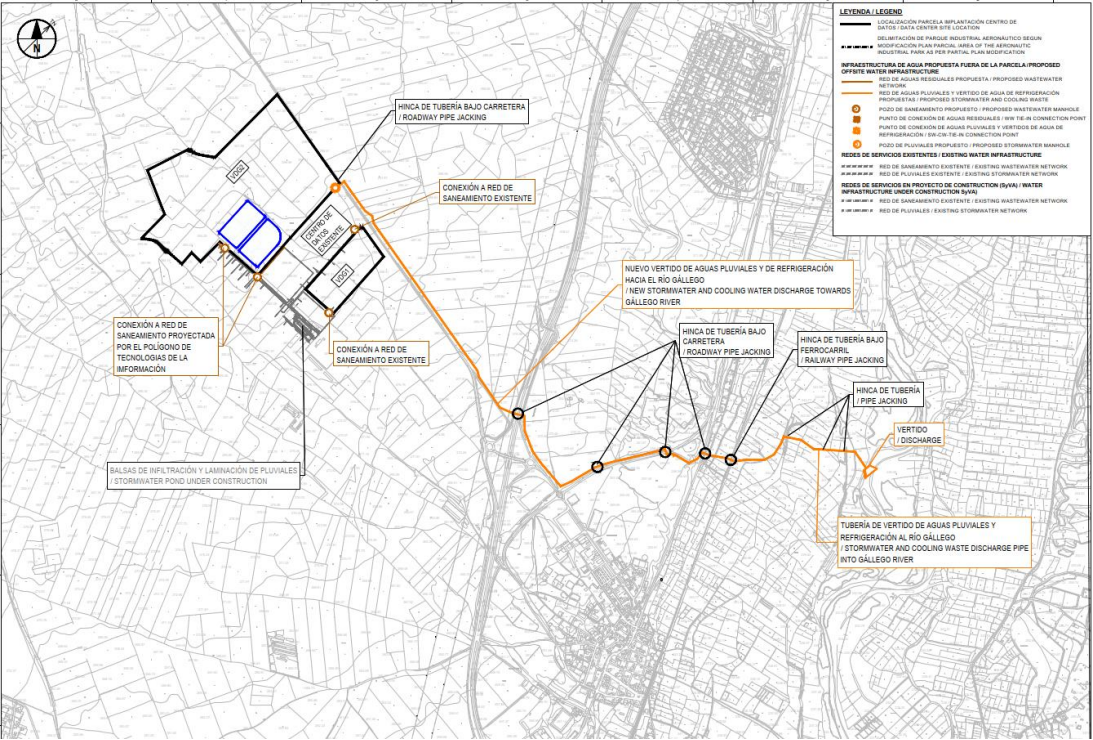 N
LEYENDA / LEGEND
LOCALIZACIÓN PARCELA IMPLANTACIÓN CENTRO DE
DATOS / DATA CENTER SITE LOCATION
DELIMITACIÓN DE PARQUE INDUSTRIAL AERONÁUTICO SEGUN
MODIFICACIÓN PLAN PARCIAL /AREA OF THE AERONAUTIC
INDUSTRIAL PARK AS PER PARTIAL PLAN MODIFICATION
INFRAESTRUCTURA DE AGUA PROPUESTA FUERA DE LA PARCELA /PROPOSED
OFFSITE WATER INFRASTRUCTURE
RED DE AGUAS RESIDUALES PROPUESTA / PROPOSED WASTEWATER
NETWORK
RED DE AGUAS PLUVIALES Y VERTIDO DE AGUA DE REFRIGERACIÓN
PROPUESTAS / PROPOSED STORMWATER AND COOLING WASTE
POZO DE SANEAMIENTO PROPUESTO / PROPOSED WASTEWATER MANHOLE
PUNTO DE CONEXIÓN DE AGUAS RESIDUALES / WW TIE-IN CONNECTION POINT
PUNTO DE CONEXIÓN DE AGUAS PLUVIALES Y VERTIDOS DE AGUA DE
REFRIGERACIÓN / SW-CW-TIE-IN CONNECTION POINT
POZO DE PLUVIALES PROPUESTO / PROPOSED STORMWATER MANHOLE
REDES DE SERVICIOS EXISTENTES / EXISTING WATER INFRASTRUCTURE
RED DE SANEAMIENTO EXISTENTE / EXISTING WASTEWATER NETWORK
RED DE PLUVIALES EXISTENTE / EXISTING STORMWATER NETWORK
REDES DE SERVICIOS EN PROYECTO DE CONSTRUCTION (SyVA) / WATER
INFRASTRUCTURE UNDER CONSTRUCTION SyVA)
RED DE SANEAMIENTO EXISTENTE / EXISTING WASTEWATER NETWORK
RED DE PLUVIALES / EXISTING STORMWATER NETWORK
HINCA DE TUBERÍA BAJO CARRETERA
/ ROADWAY PIPE JACKING
VDG2
CONEXIÓN A RED DE
SANEAMIENTO EXISTENTE
CENTRO DE
DATOS
EXISTENTE
VDG1
NUEVO VERTIDO DE AGUAS PLUVIALES Y DE REFRIGERACIÓN
HACIA EL RÍO GÁLLEGO
/ NEW STORMWATER AND COOLING WATER DISCHARGE TOWARDS
GÁLLEGO RIVER
CONEXIÓN A RED DE
SANEAMIENTO PROYECTADA
POR EL POLÍGONO DE
TECNOLOGIAS DE LA
IMFORMACIÓN
CONEXIÓN A RED DE
SANEAMIENTO EXISTENTE
HINCA DE TUBERÍA BAJO
CARRETERA
/ ROADWAY PIPE JACKING
HINCA DE TUBERÍA BAJO
FERROCARRIL
/ RAILWAY PIPE JACKING
HINCA DE TUBERÍA
/ PIPE JACKING
VERTIDO
/ DISCHARGE
BALSAS DE INFILTRACIÓN Y LAMINACIÓN DE PLUVIALES
/ STORMWATER POND UNDER CONSTRUCTION
TUBERÍA DE VERTIDO DE AGUAS PLUVIALES Y
REFRIGERACIÓN AL RÍO GÁLLEGO
/ STORMWATER AND COOLING WASTE DISCHARGE PIPE
INTO GÁLLEGO RIVER